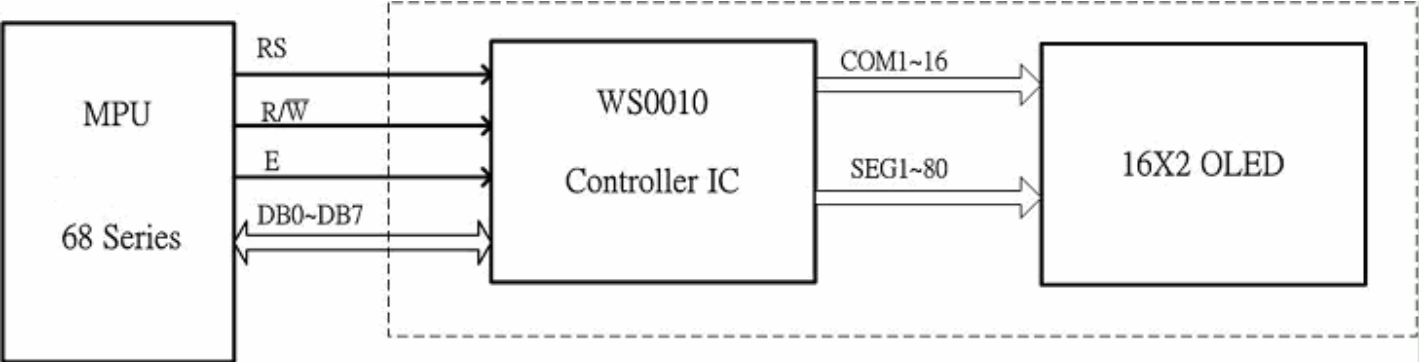 MPU
68 Series
RS
R/W̅
E
DB0~DB7
WS0010
Controller IC
COM1~16
SEG1~80
16X2 OLED